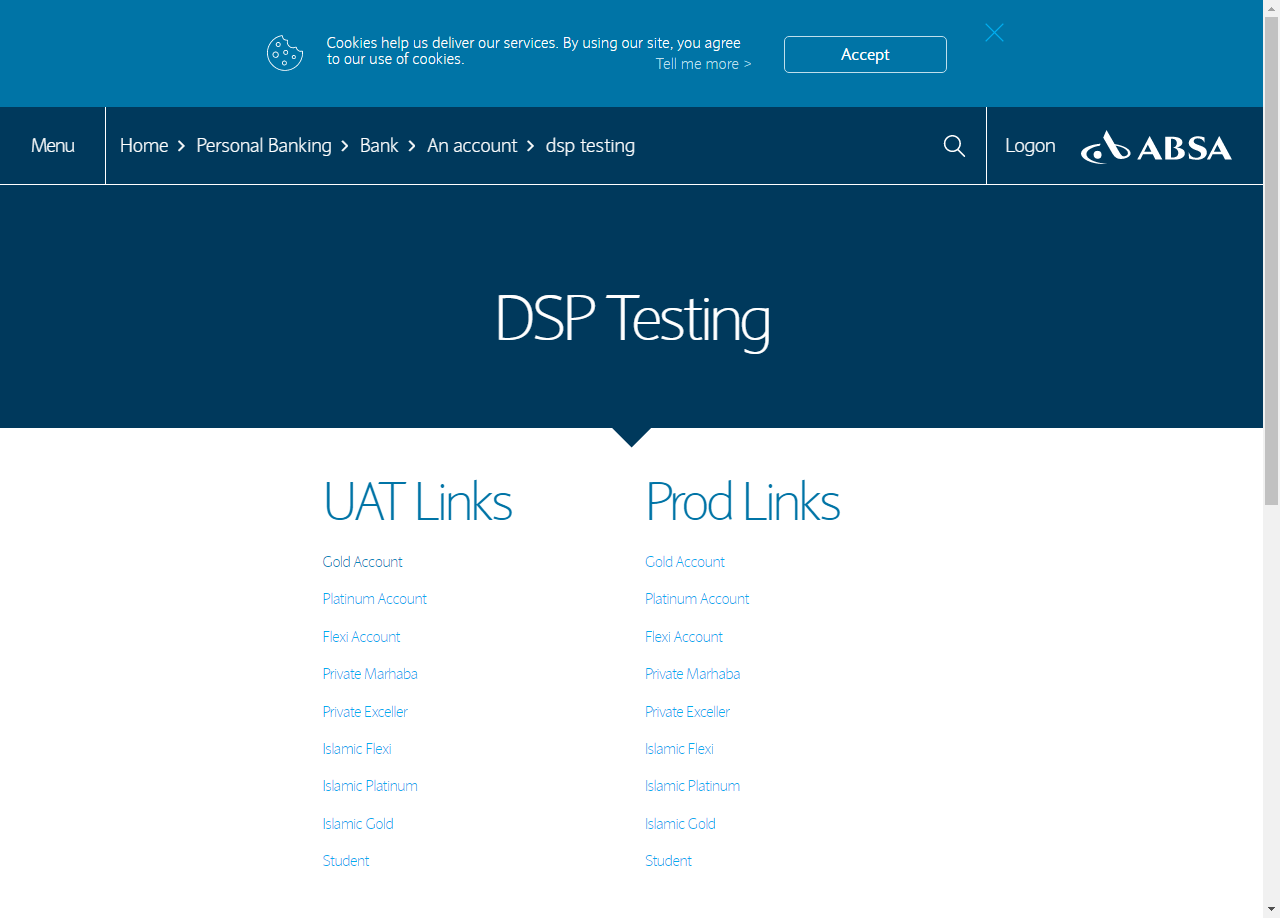 Cookies help us deliver our services. By using our site, you agree
to our use of cookies.
Tell me more >
Accept
Menu
Home > Personal Banking > Bank > An account > dsp testing
Logon
ABSA
DSP Testing
UAT Links
Gold Account
Platinum Account
Flexi Account
Private Marhaba
Private Exceller
Islamic Flexi
Islamic Platinum
Islamic Gold
Student
Prod Links
Gold Account
Platinum Account
Flexi Account
Private Marhaba
Private Exceller
Islamic Flexi
Islamic Platinum
Islamic Gold
Student